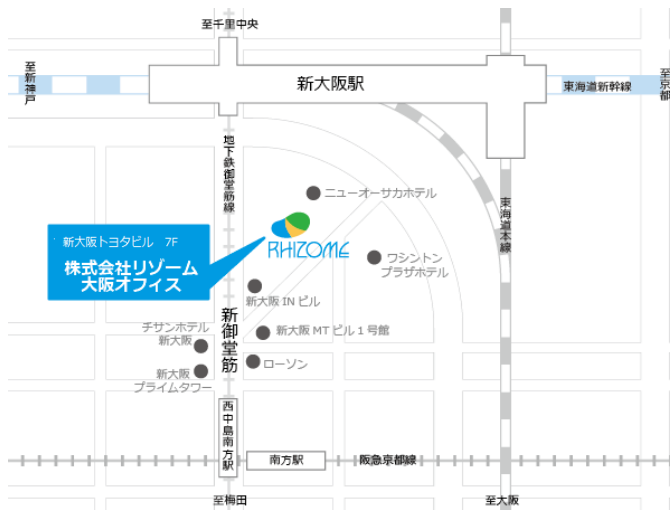 至千里中央
至新神戸
新大阪駅
東海道新幹線
至京都
地下鉄御堂筋線
ニューオーサカホテル
東海道本線
新大阪トヨタビル 7F
株式会社リゾーム
大阪オフィス
RHIZOME
ワシントン
プラザホテル
新大阪 IN ビル
新御堂筋
チサンホテル
新大阪
新大阪 MT ビル 1 号館
新大阪
プライムタワー
ローソン
西中島南方駅
南方駅
阪急京都線
至梅田
至大阪